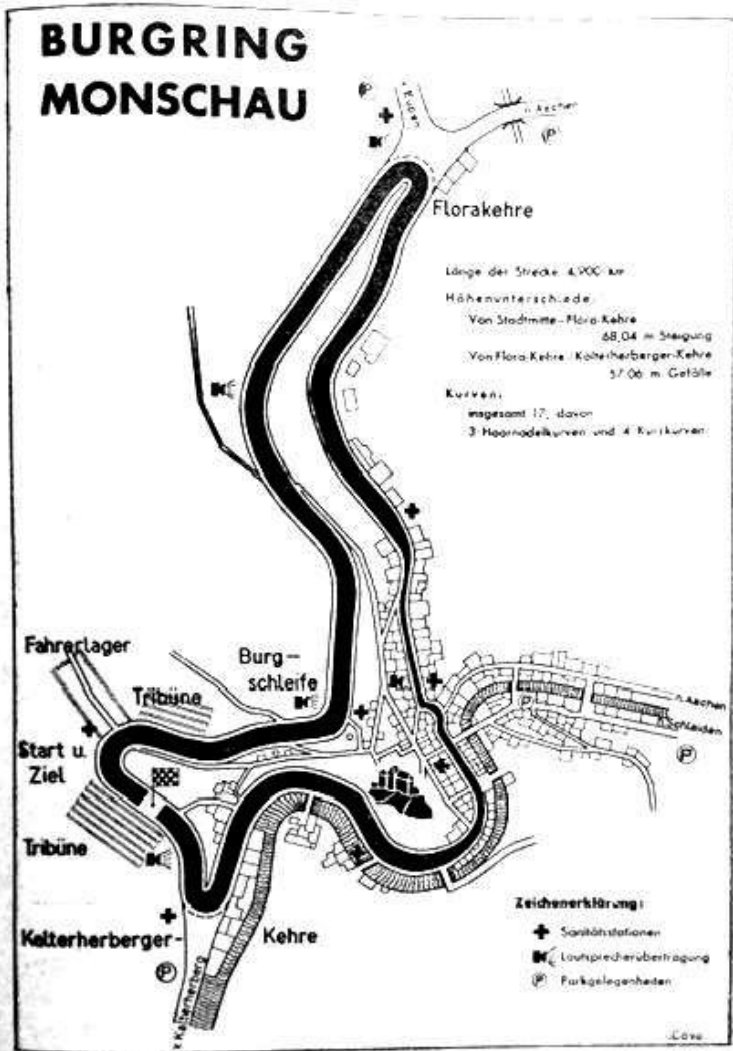 BURGRING
MONSCHAU
n. Eupen
n. Aachen
P
P
Florakehre
Länge der Strecke 4,900 km
Höhenunterschiede:
Von Stadtmitte-Flora-Kehre
68,04 m Steigung
Von Flora-Kehre-Kalterherberger-Kehre
57,06 m Gefälle
Kurven:
insgesamt 17, davon
3 Haarnadelkurven und 4 Kurzkurven
Fahrerlager
Tribüne
Burg-
schleife
n. Aachen
Schleiden
P
P
Start u.
Ziel
Tribüne
Kalterherberger-
Kehre
P
n. Kalterherberg
Zeichenerklärung:
Sanitätsstationen
Lautsprecherübertragung
P Parkgelegenheiten